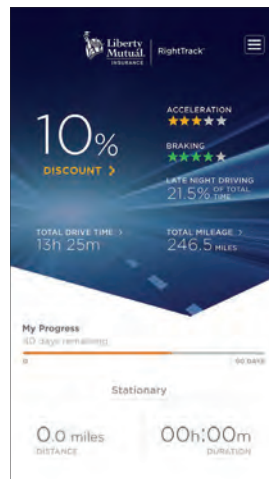 Liberty
Mutual.
INSURANCE
RightTrack
10%
DISCOUNT >
ACCELERATION
BRAKING
LATE NIGHT DRIVING
21.5% OF TOTAL TIME
TOTAL DRIVE TIME >
13h 25m
TOTAL MILEAGE >
246.5 MILES
My Progress
days remaining
0
90 DAYS
Stationary
0.0 miles
DISTANCE
00h:00m
DURATION